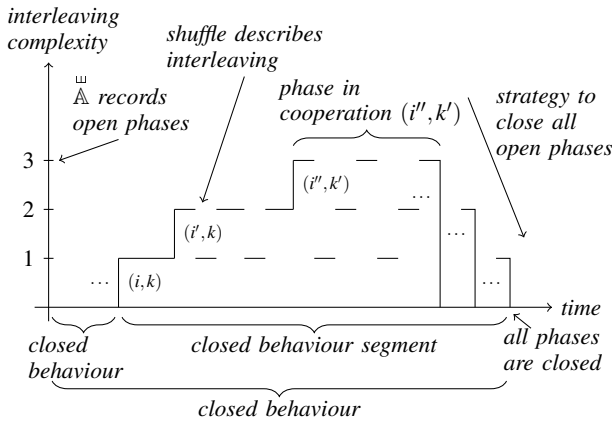 interleaving
complexity
shuffle describes
interleaving
Ш
𝔸 records
open phases
phase in
cooperation (i″,k′)
strategy to
close all
open phases
3
2
1
(i″,k′)
...
(i′,k)
...
... (i,k)
...
time
closed
behaviour
closed behaviour segment
all phases
are closed
closed behaviour